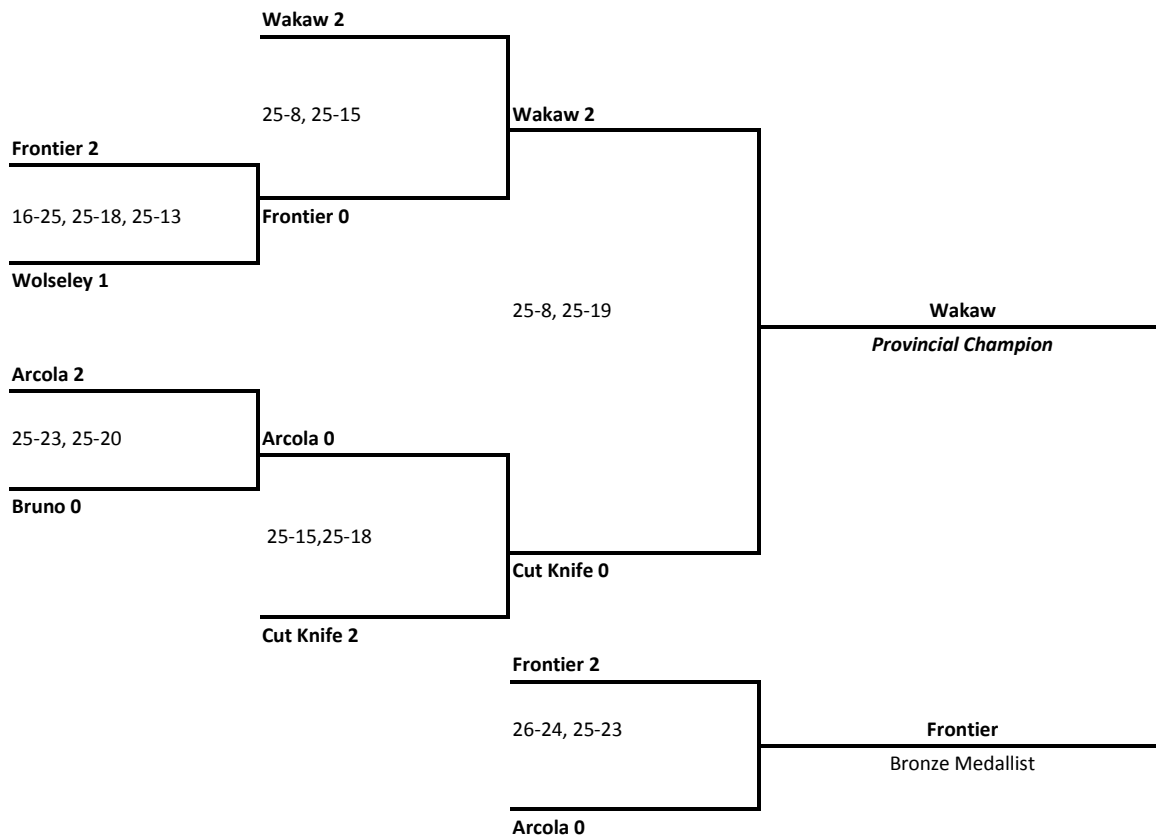 Wakaw 2
25-8, 25-15
Wakaw 2
Frontier 2
16-25, 25-18, 25-13
Frontier 0
Wolseley 1
25-8, 25-19
Wakaw
Provincial Champion
Arcola 2
25-23, 25-20
Arcola 0
Bruno 0
25-15,25-18
Cut Knife 0
Cut Knife 2
Frontier 2
26-24, 25-23
Frontier
Bronze Medallist
Arcola 0